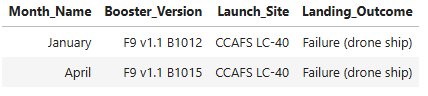 Month_Name Booster_Version Launch_Site Landing_Outcome
January F9 v1.1 B1012 CCAFS LC-40 Failure (drone ship)
April F9 v1.1 B1015 CCAFS LC-40 Failure (drone ship)